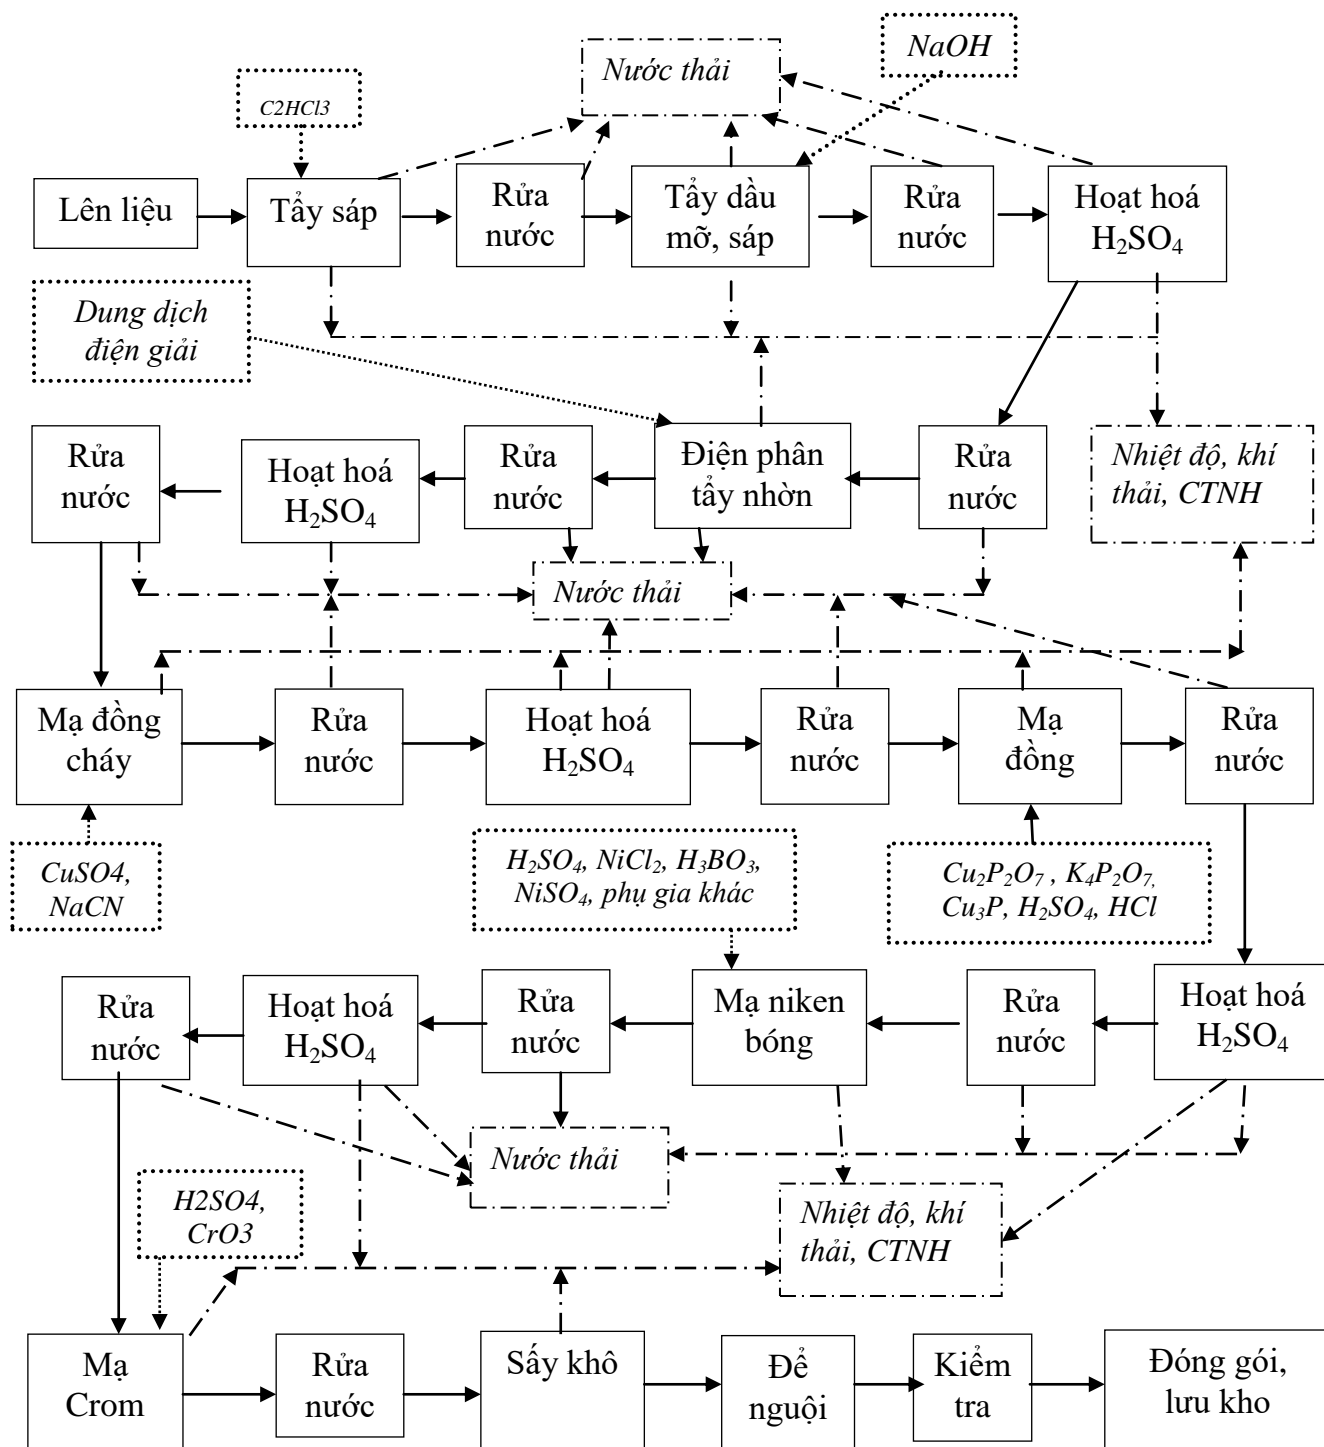 NaOH
Nước thải
C2HCl3
Lên liệu
Tẩy sáp
Rửa
nước
Tẩy dầu
mỡ, sáp
Rửa
nước
Hoạt hoá
H₂SO₄
Dung dịch
điện giải
Rửa
nước
Hoạt hoá
H₂SO₄
Rửa
nước
Điện phân
tẩy nhờn
Rửa
nước
Nhiệt độ, khí
thải, CTNH
Nước thải
Mạ đồng
cháy
Rửa
nước
Hoạt hoá
H₂SO₄
Rửa
nước
Mạ
đồng
Rửa
nước
CuSO4,
NaCN
H₂SO₄, NiCl₂, H₃BO₃,
NiSO₄, phụ gia khác
Cu₂P₂O₇ , K₄P₂O₇,
Cu₃P, H₂SO₄, HCl
Rửa
nước
Hoạt hoá
H₂SO₄
Rửa
nước
Mạ niken
bóng
Rửa
nước
Hoạt hoá
H₂SO₄
Nước thải
H2SO4,
CrO3
Nhiệt độ, khí
thải, CTNH
Mạ
Crom
Rửa
nước
Sấy khô
Để
nguội
Kiểm
tra
Đóng gói,
lưu kho